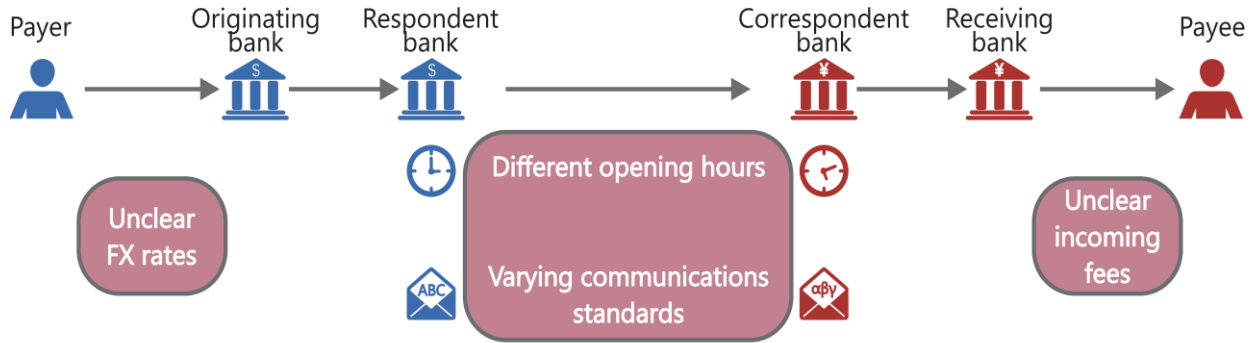 Payer
Originating
bank
Respondent
bank
Correspondent
bank
Receiving
bank
Payee
$
$
¥
¥
Different opening hours
Unclear
FX rates
Unclear
incoming
fees
ABC
Varying communications
standards
αβγ